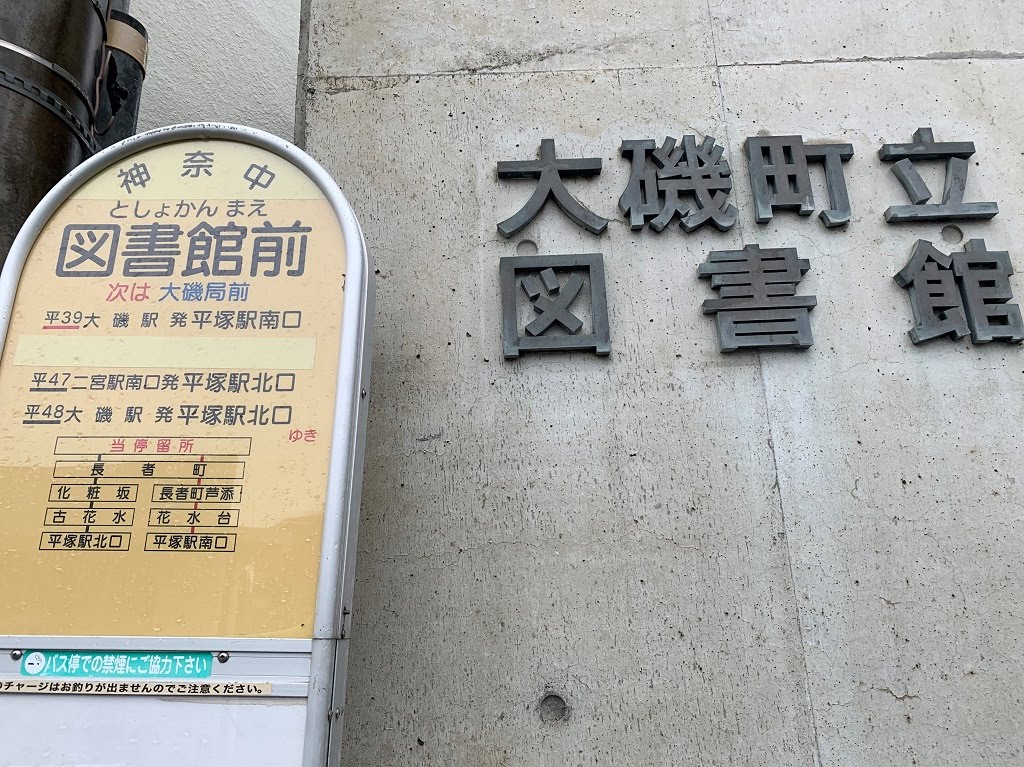 神奈中
としょかん まえ
図書館前
次は 大磯局前
平39大磯駅発平塚駅南口
平47二宮駅南口発平塚駅北口
平48大磯駅発平塚駅北口
ゆき
当停留所
長者町
化粧坂 長者町芦添
古花水 花水台
平塚駅北口 平塚駅南口
バス停での禁煙にご協力下さい
チャージはお釣りが出ませんのでご注意ください。
大磯町立
図書館